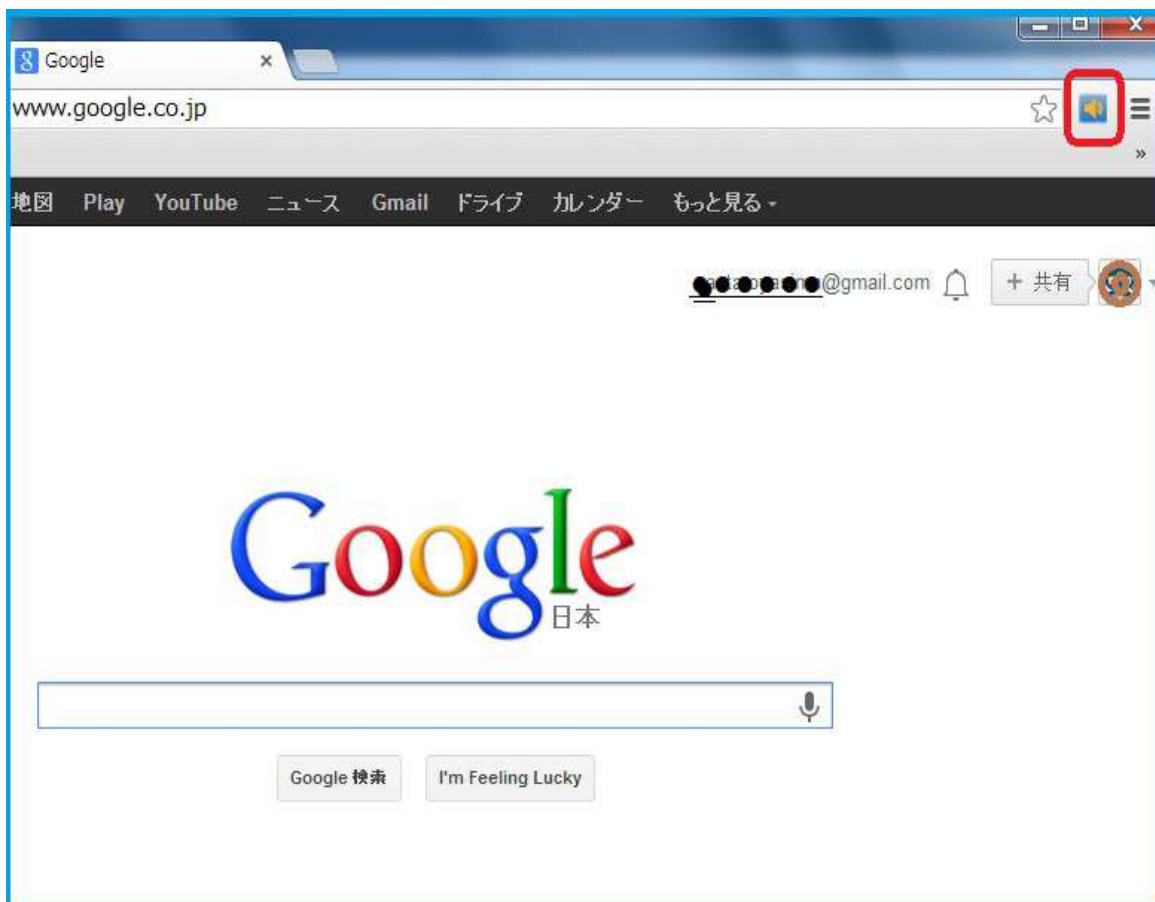 Google
www.google.co.jp
»
地図 Play YouTube ニュース Gmail ドライブ カレンダー もっと見る
@gmail.com
+ 共有
Google
日本
Google 検索
I'm Feeling Lucky